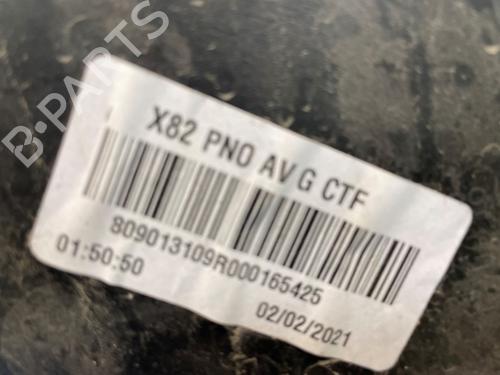 B-PARTS
X82 PNO AV G CTF
809013109R000165425
01:50:50
02/02/2021